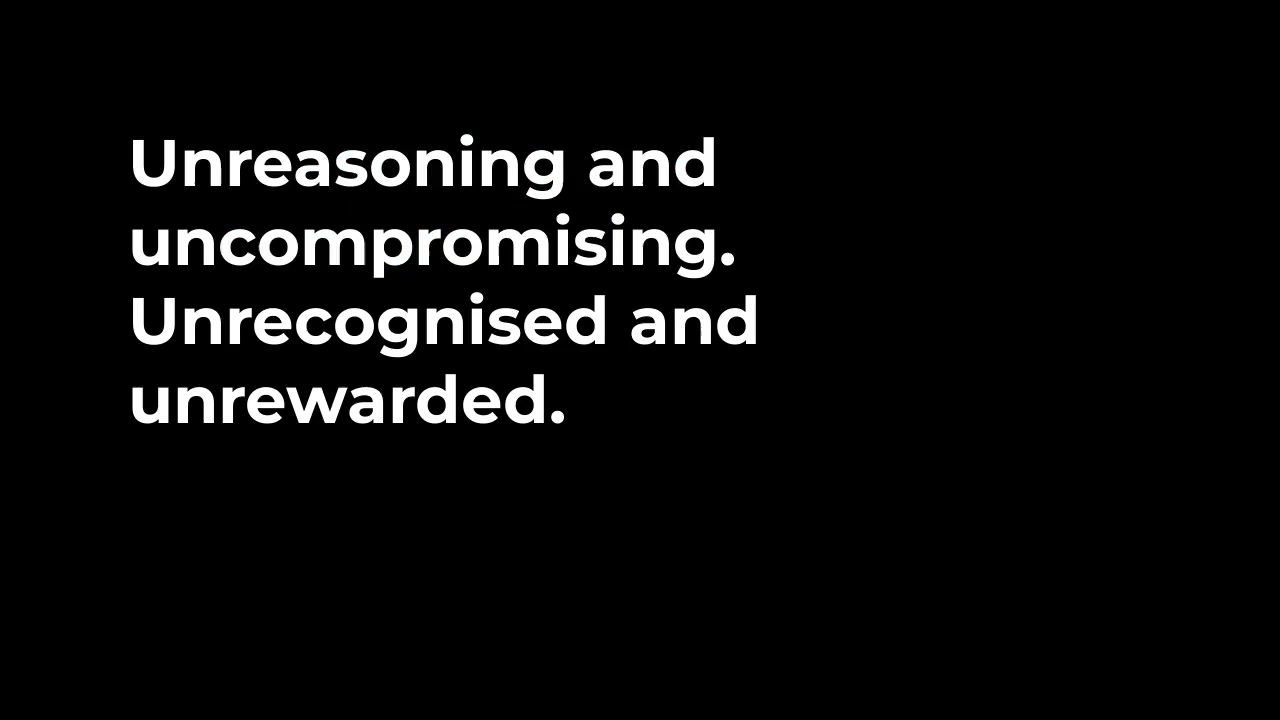 Unreasoning and
uncompromising.
Unrecognised and
unrewarded.